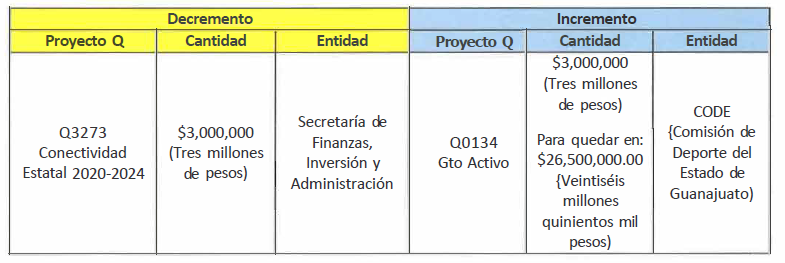 Decremento
Incremento
Proyecto Q
Cantidad
Entidad
Proyecto Q
Cantidad
Entidad
Q3273
Conectividad
Estatal 2020-2024
$3,000,000
(Tres millones
de pesos)
Secretaría de
Finanzas,
Inversión y
Administración
Q0134
Gto Activo
$3,000,000
(Tres millones
de pesos)
Para quedar en:
$26,500,000.00
{Veintiséis
millones
quinientos mil
pesos)
CODE
{Comisión de
Deporte del
Estado de
Guanajuato)